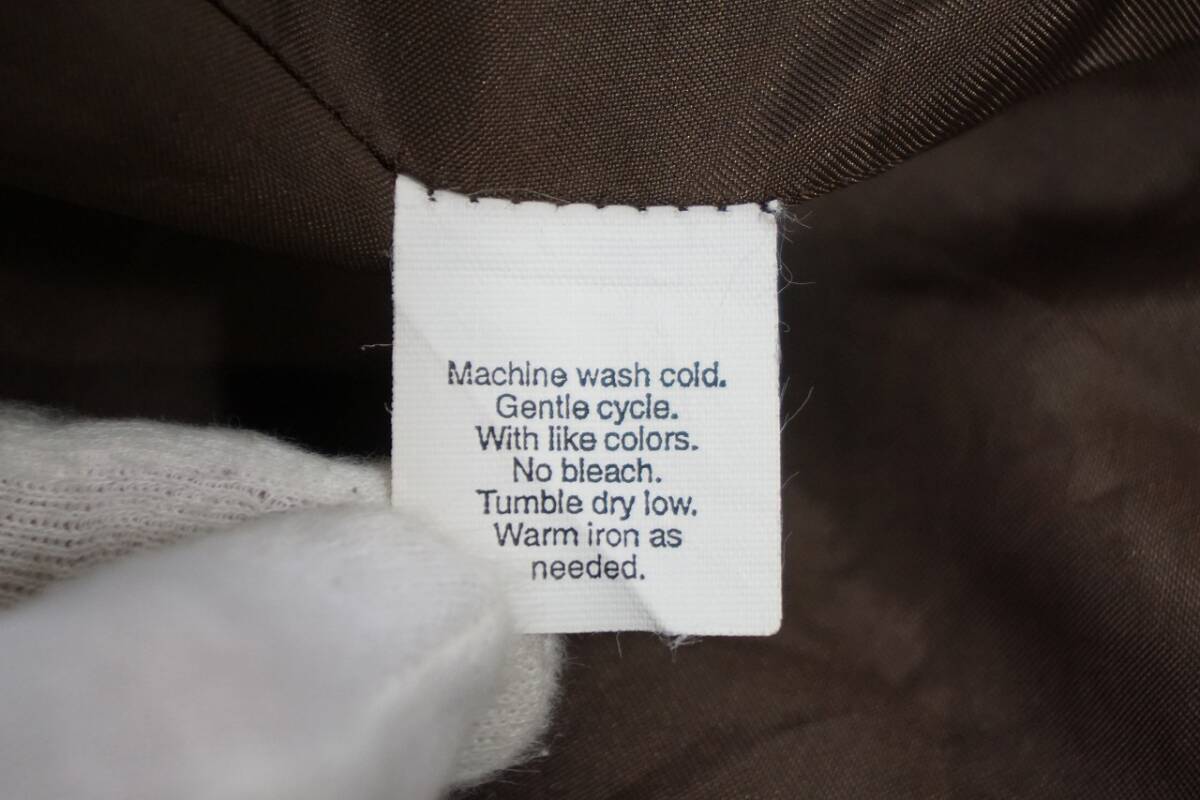 Machine wash cold.
Gentle cycle.
With like colors.
No bleach.
Tumble dry low.
Warm iron as
needed.